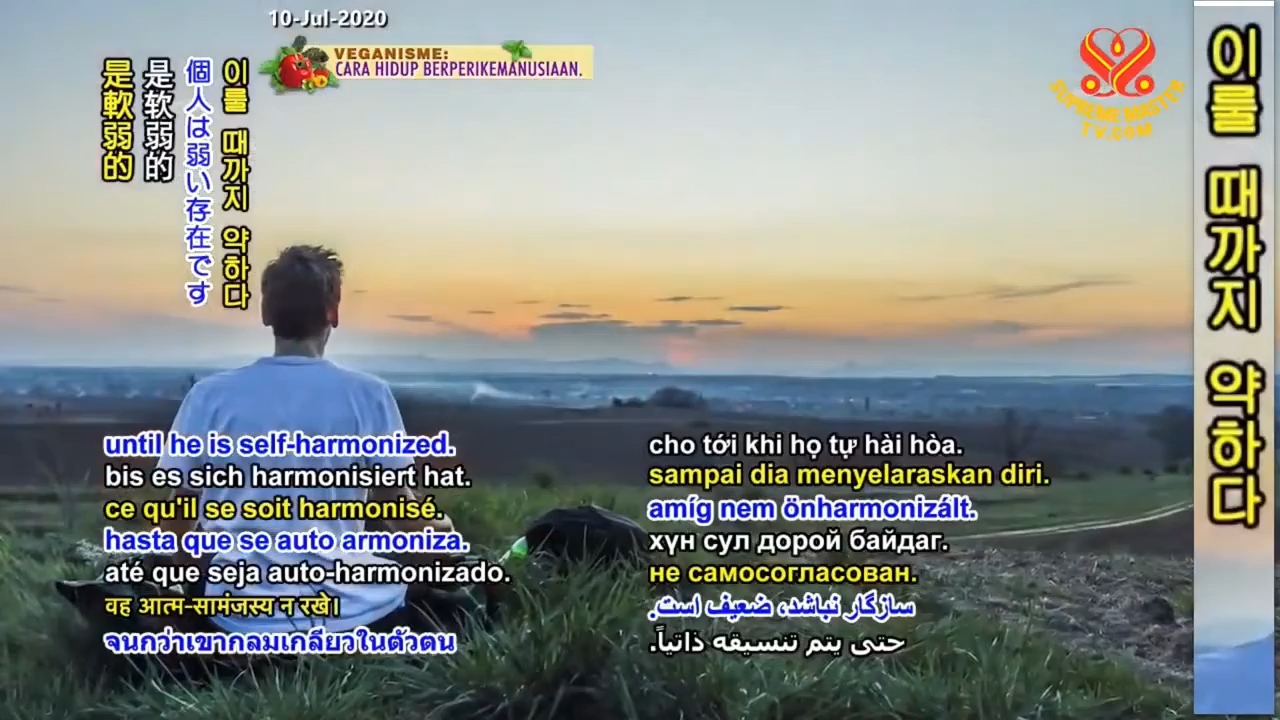 10-Jul-2020
VEGANISME:
CARA HIDUP BERPERIKEMANUSIAAN.
SUPREME MASTER
TV.COM
이룰 때까지 약하다
個人は弱い存在です
是软弱的
是軟弱的
until he is self-harmonized.
bis es sich harmonisiert hat.
ce qu'il se soit harmonisé.
hasta que se auto armoniza.
até que seja auto-harmonizado.
वह आत्म-सामंजस्य न रखे।
จนกว่าเขากลมเกลียวในตัวตน
cho tới khi họ tự hài hòa.
sampai dia menyelaraskan diri.
amíg nem önharmonizált.
хүн сул дорой байдаг.
не самосогласован.
سازگار نباشد، ضعیف است.
حتى يتم تنسيقه ذاتياً.
이룰 때까지 약하다